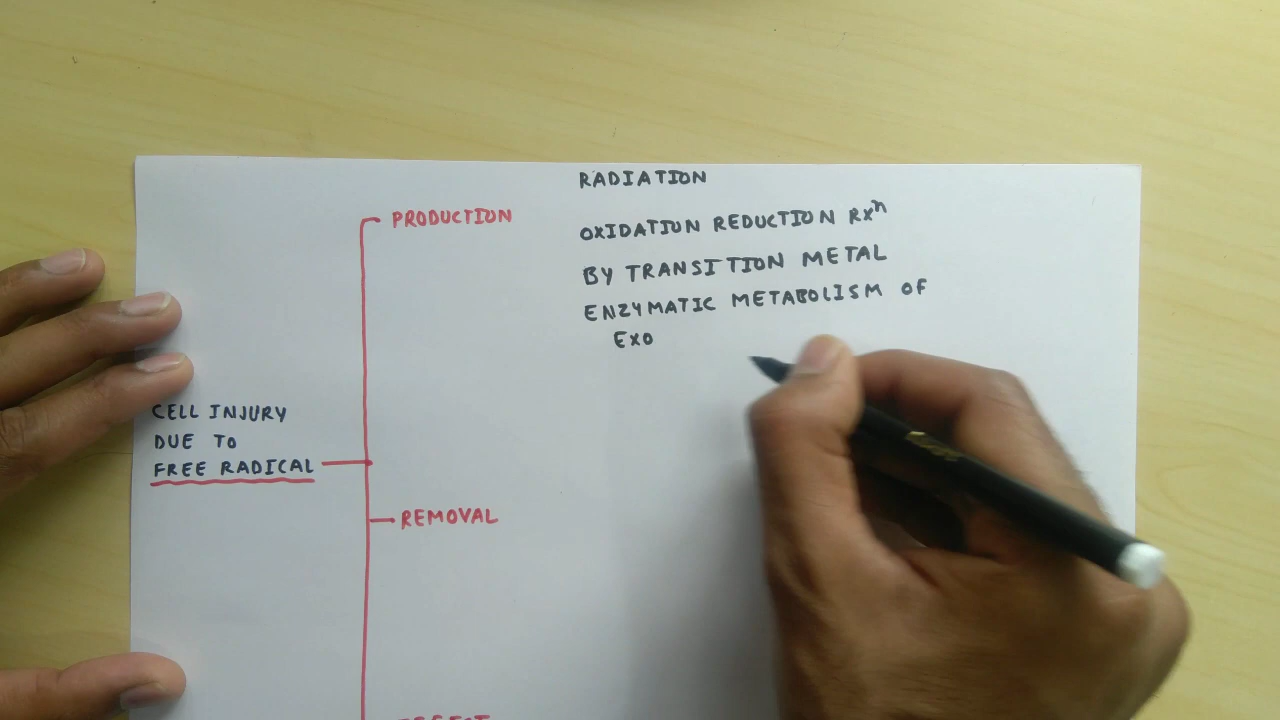 RADIATION
PRODUCTION
OXIDATION REDUCTION RXⁿ
BY TRANSITION METAL
ENZYMATIC METABOLISM OF
EXO
CELL INJURY
DUE TO
FREE RADICAL
REMOVAL